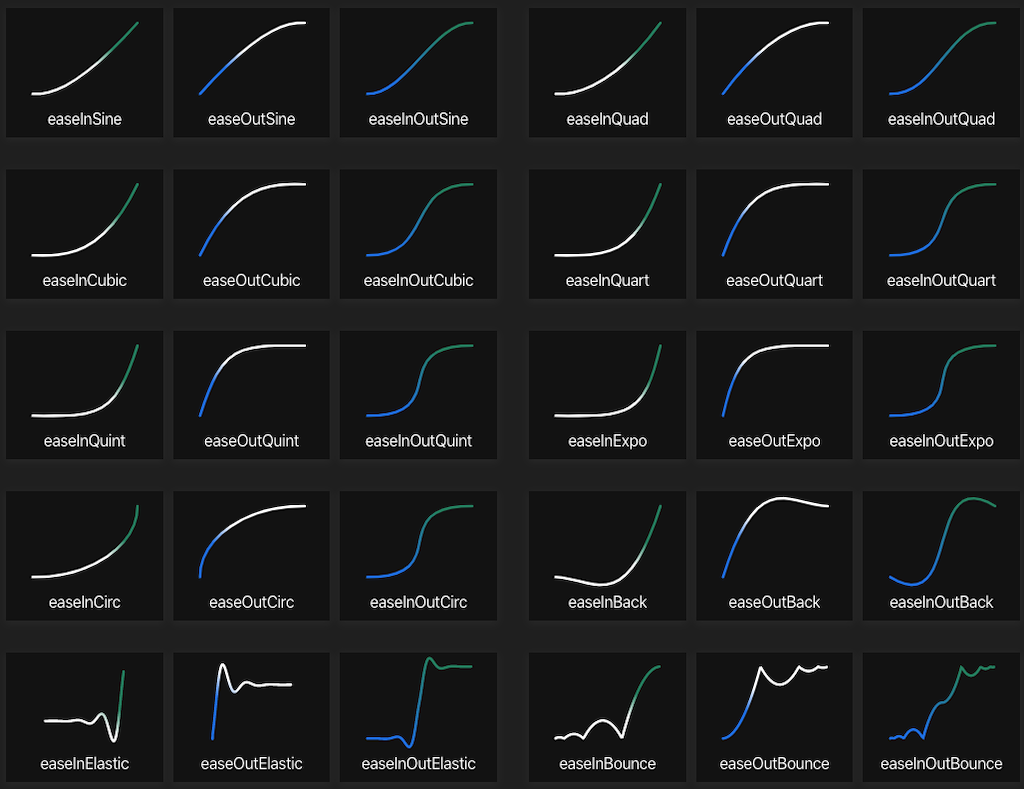 easeInSine
easeOutSine
easeInOutSine
easeInQuad
easeOutQuad
easeInOutQuad
easeInCubic
easeOutCubic
easeInOutCubic
easeInQuart
easeOutQuart
easeInOutQuart
easeInQuint
easeOutQuint
easeInOutQuint
easeInExpo
easeOutExpo
easeInOutExpo
easeInCirc
easeOutCirc
easeInOutCirc
easeInBack
easeOutBack
easeInOutBack
easeInElastic
easeOutElastic
easeInOutElastic
easeInBounce
easeOutBounce
easeInOutBounce